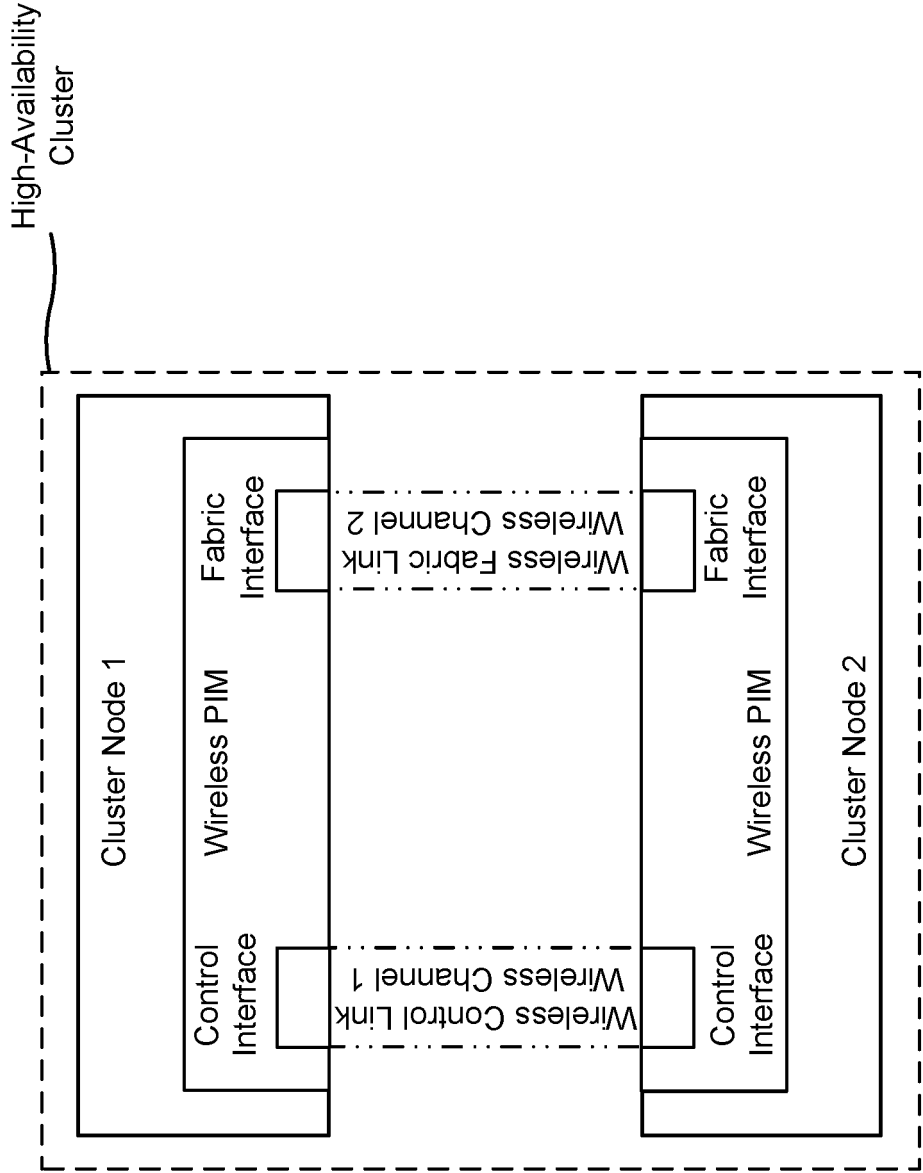 High-Availability
Cluster
Cluster Node 1
Wireless PIM
Control
Interface
Fabric
Interface
Wireless Control Link
Wireless Channel 1
Wireless Fabric Link
Wireless Channel 2
Control
Interface
Fabric
Interface
Wireless PIM
Cluster Node 2